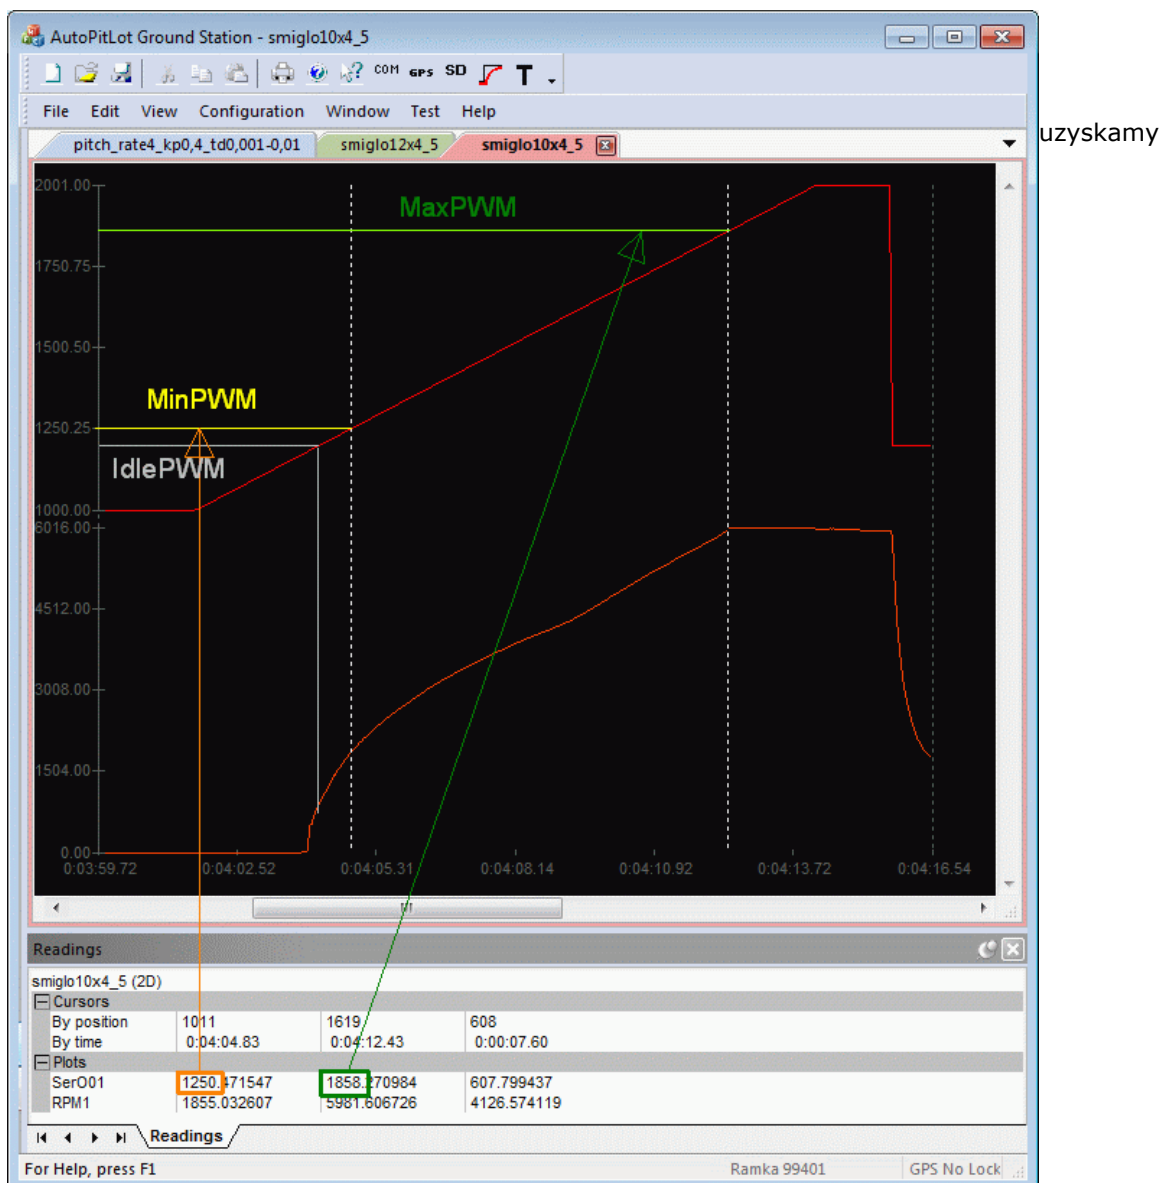 AutoPitLot Ground Station - smiglo10x4_5
COM GPS SD T
File Edit View Configuration Window Test Help
uzyskamy
pitch_rate4_kp0,4_td0,001-0,01 smiglo12x4_5 smiglo10x4_5
2001.00
MaxPWM
1750.75
1500.50
MinPWM
1250.25
IdlePWM
1000.00
6016.00
4512.00
3008.00
1504.00
0.00
0:03:59.72 0:04:02.52 0:04:05.31 0:04:08.14 0:04:10.92 0:04:13.72 0:04:16.54
Readings
smiglo10x4_5 (2D)
Cursors
By position 1011 1619 608
By time 0:04:04.83 0:04:12.43 0:00:07.60
Plots
SerO01 1250.471547 1858.270984 607.799437
RPM1 1855.032607 5981.606726 4126.574119
Readings
For Help, press F1 Ramka 99401 GPS No Lock